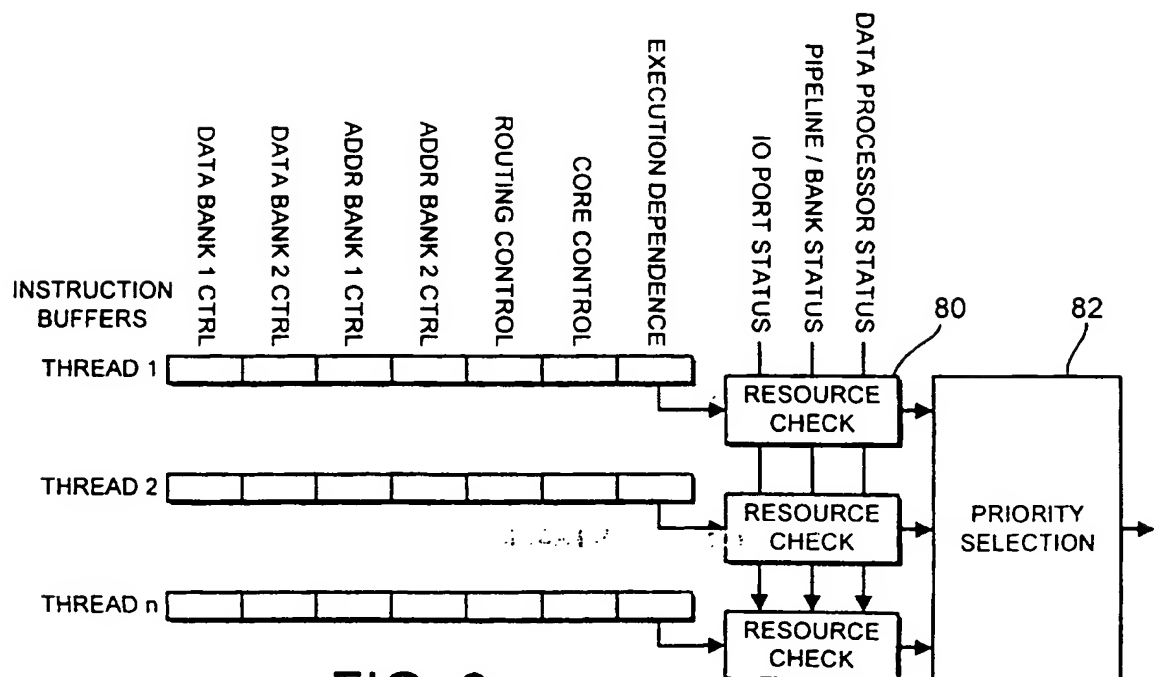 DATA BANK 1 CTRL
DATA BANK 2 CTRL
ADDR BANK 1 CTRL
ADDR BANK 2 CTRL
ROUTING CONTROL
CORE CONTROL
EXECUTION DEPENDENCE
IO PORT STATUS
PIPELINE / BANK STATUS
DATA PROCESSOR STATUS
80
82
INSTRUCTION
BUFFERS
THREAD 1
RESOURCE
CHECK
THREAD 2
RESOURCE
CHECK
PRIORITY
SELECTION
THREAD n
RESOURCE
CHECK